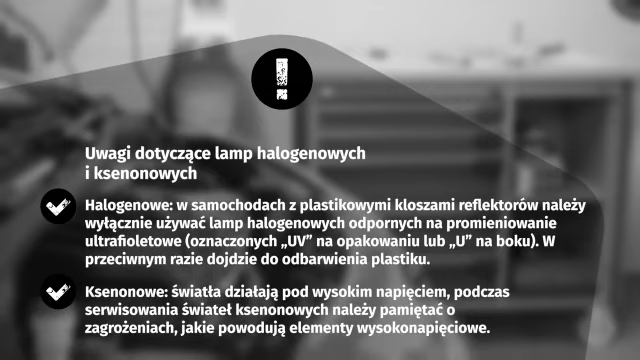 Uwagi dotyczące lamp halogenowych
i ksenonowych
Halogenowe: w samochodach z plastikowymi kloszami reflektorów należy
wyłącznie używać lamp halogenowych odpornych na promieniowanie
ultrafioletowe (oznaczonych „UV” na opakowaniu lub „U” na boku). W
przeciwnym razie dojdzie do odbarwienia plastiku.
Ksenonowe: światła działają pod wysokim napięciem, podczas
serwisowania świateł ksenonowych należy pamiętać o
zagrożeniach, jakie powodują elementy wysokonapięciowe.